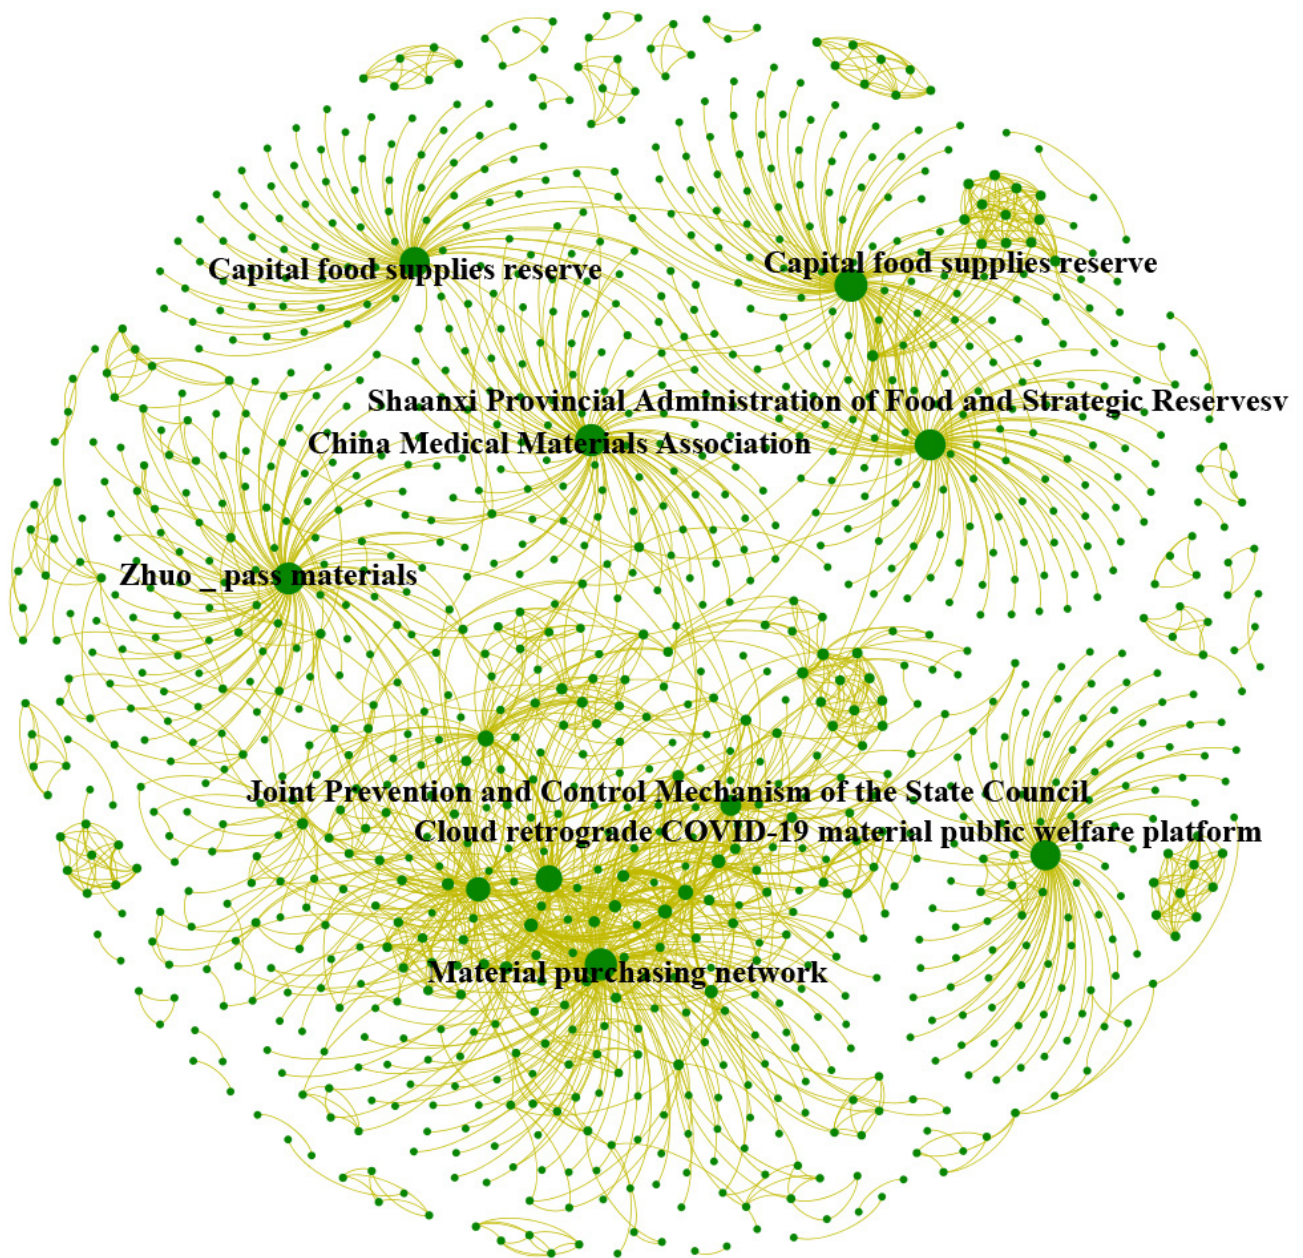 Capital food supplies reserve
Capital food supplies reserve
Shaanxi Provincial Administration of Food and Strategic Reservesv
China Medical Materials Association
Zhuo _ pass materials
Joint Prevention and Control Mechanism of the State Council
Cloud retrograde COVID-19 material public welfare platform
Material purchasing network